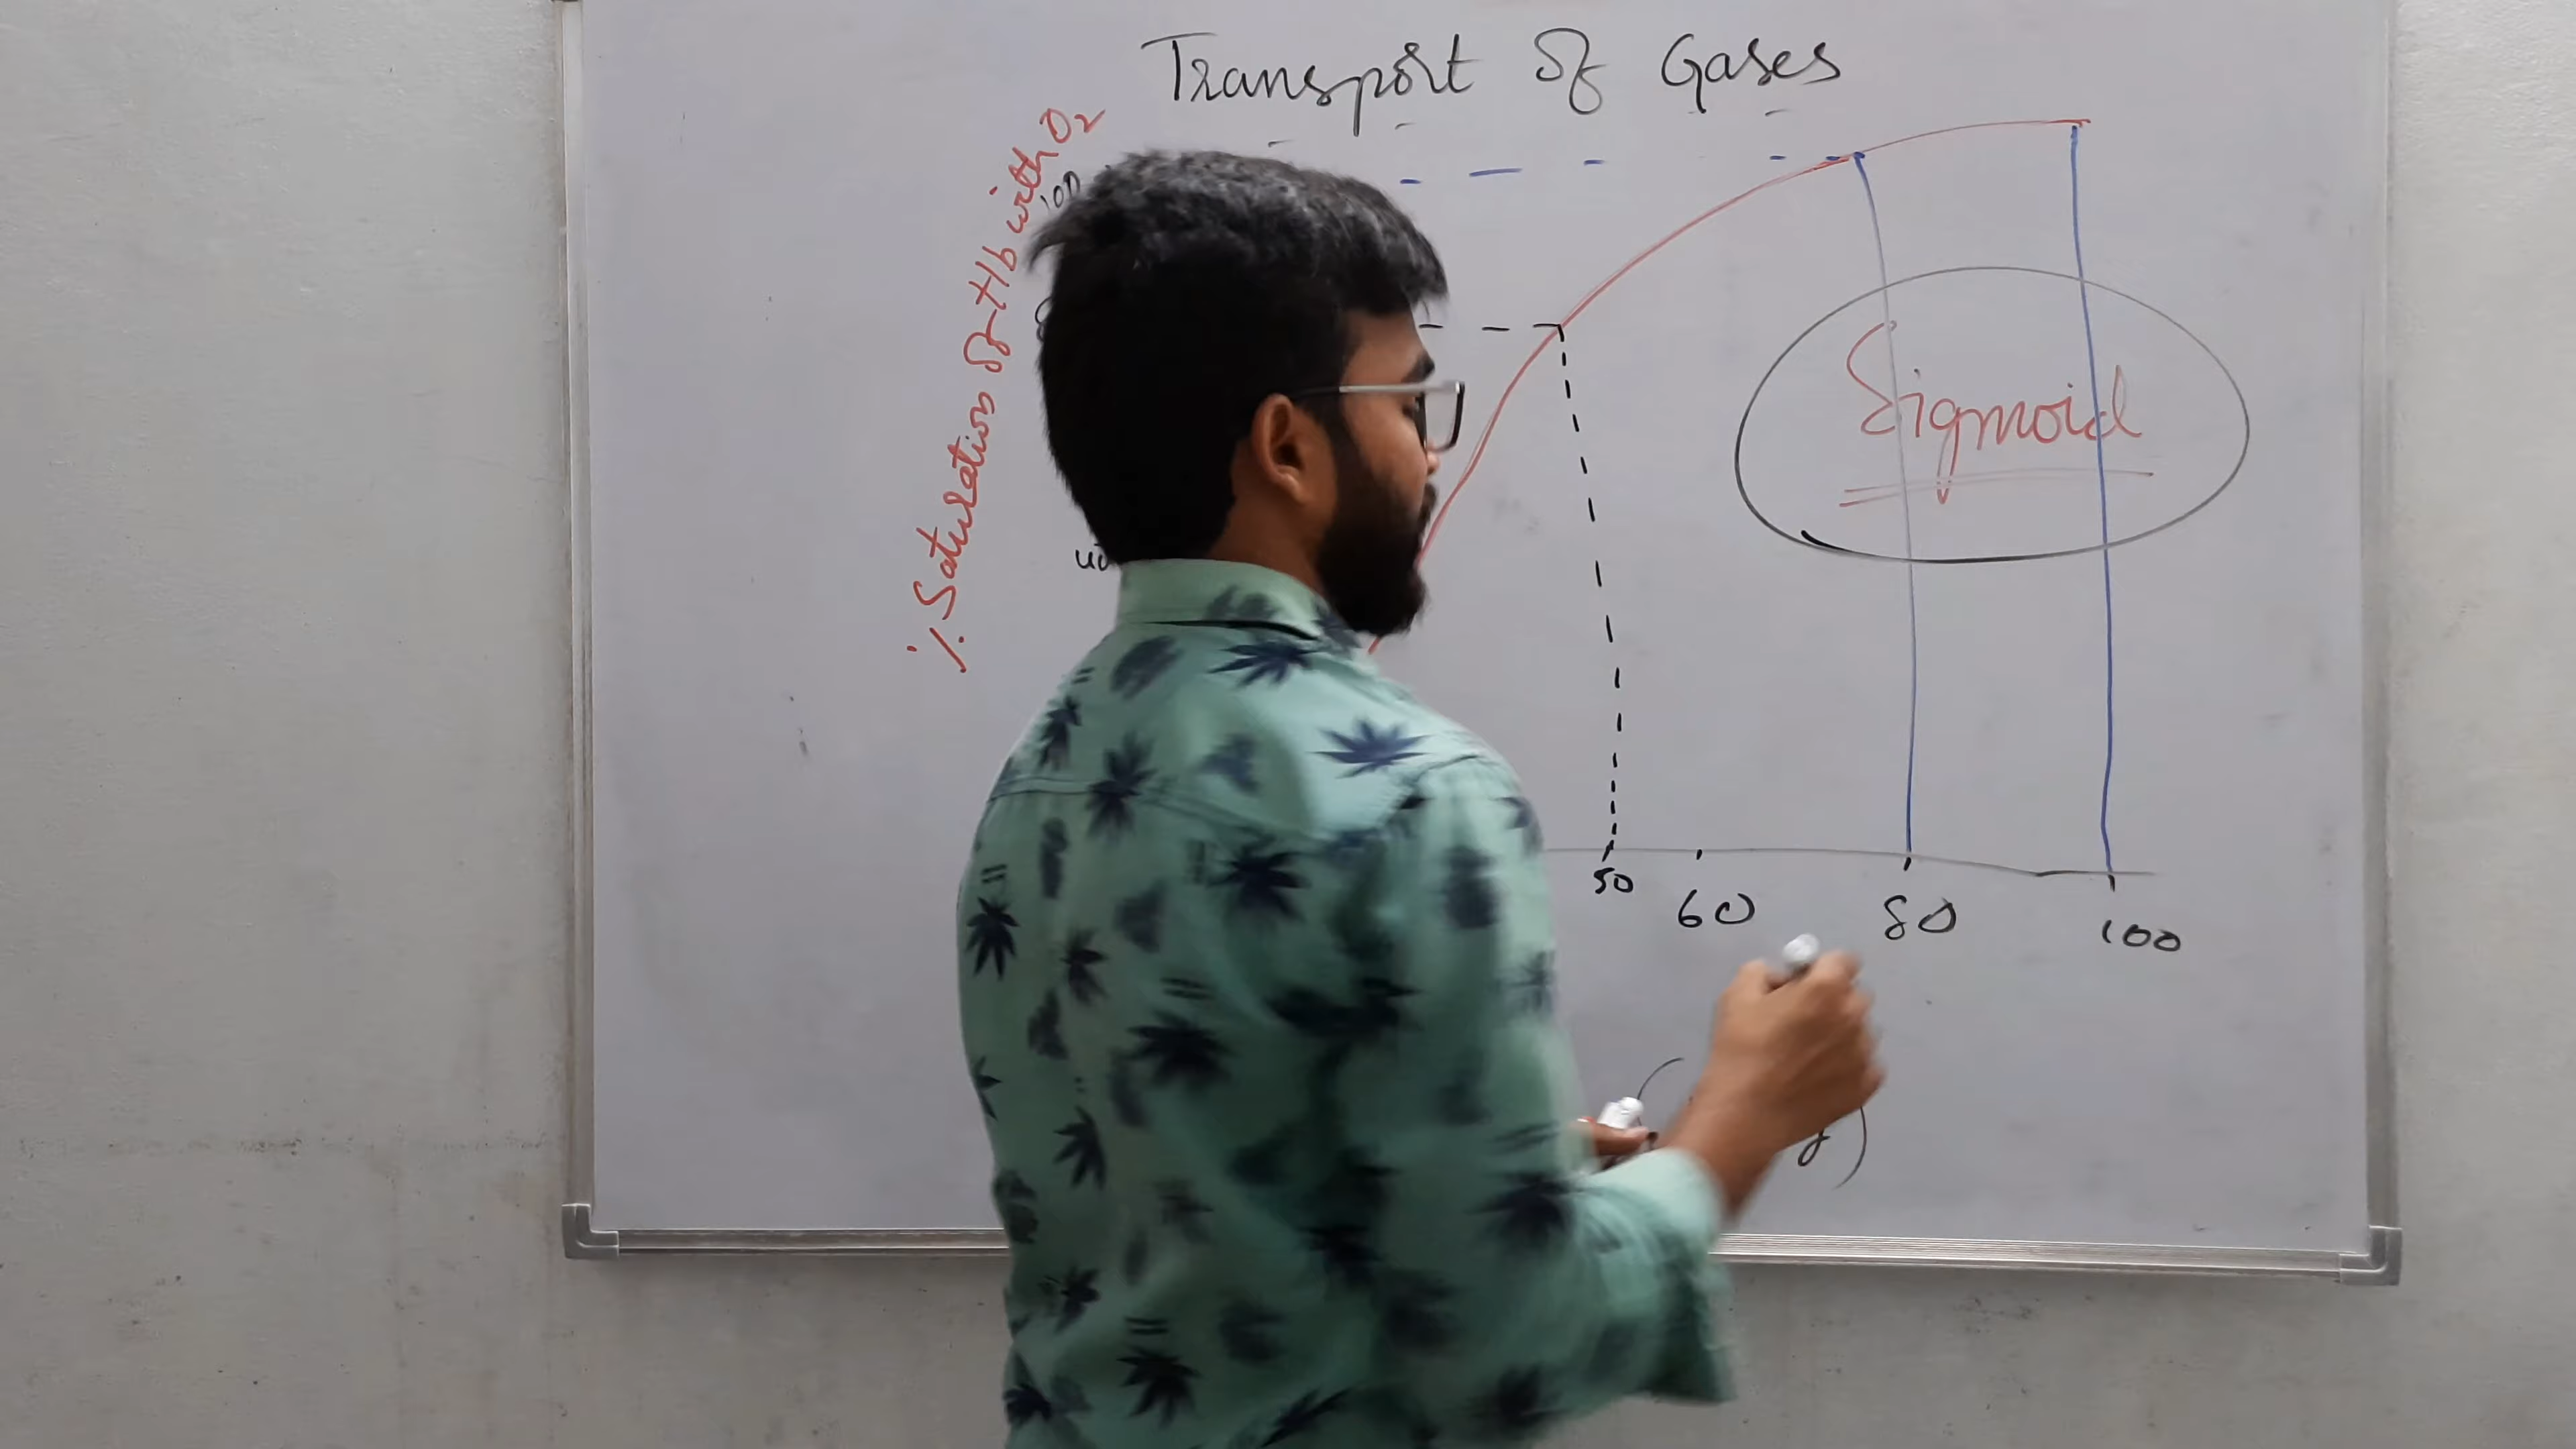 Transport of Gases
% Saturation of Hb with O2
100
Sigmoid
50
60
80
100